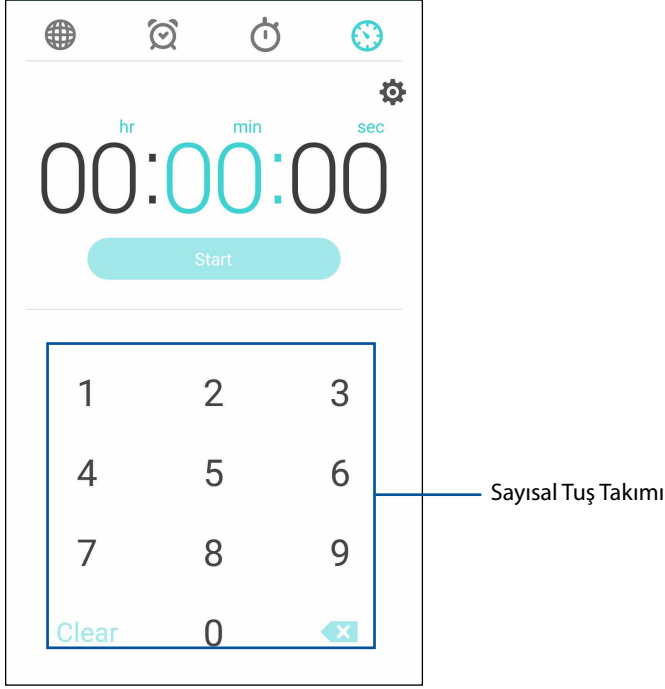 hr min sec
00:00:00
Start
1 2 3
4 5 6
Sayısal Tuş Takımı
7 8 9
Clear 0